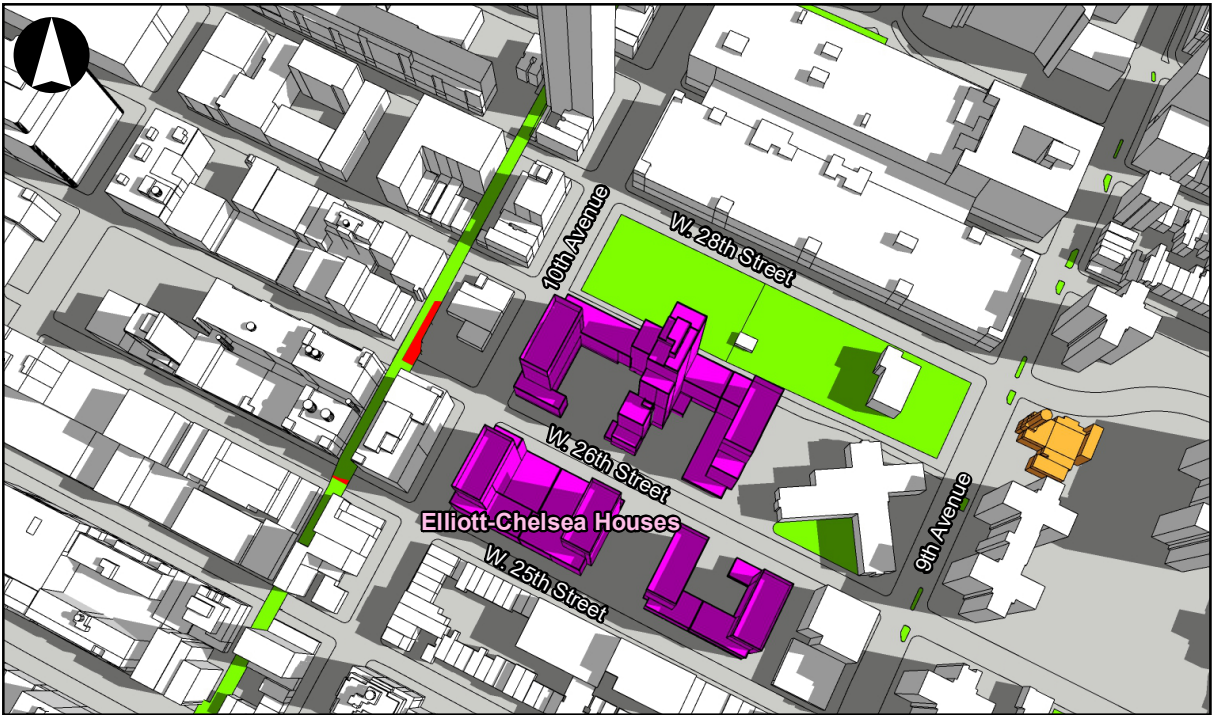 10th Avenue
W. 28th Street
W. 26th Street
Elliott-Chelsea Houses
9th Avenue
W. 25th Street